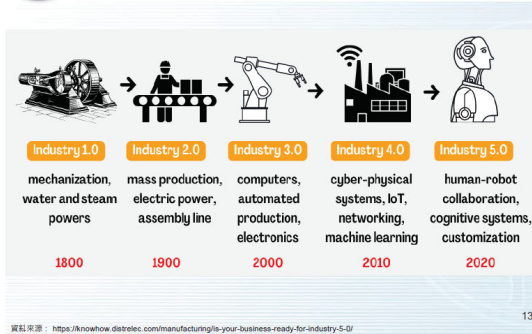 Industry 1.0
mechanization,
water and steam
powers
1800
Industry 2.0
mass production,
electric power,
assembly line
1900
Industry 3.0
computers,
automated
production,
electronics
2000
Industry 4.0
cyber-physical
systems, IoT,
networking,
machine learning
2010
Industry 5.0
human-robot
collaboration,
cognitive systems,
customization
2020
13
資料來源： https://knowhow.distrelec.com/manufacturing/is-your-business-ready-for-industry-5-0/